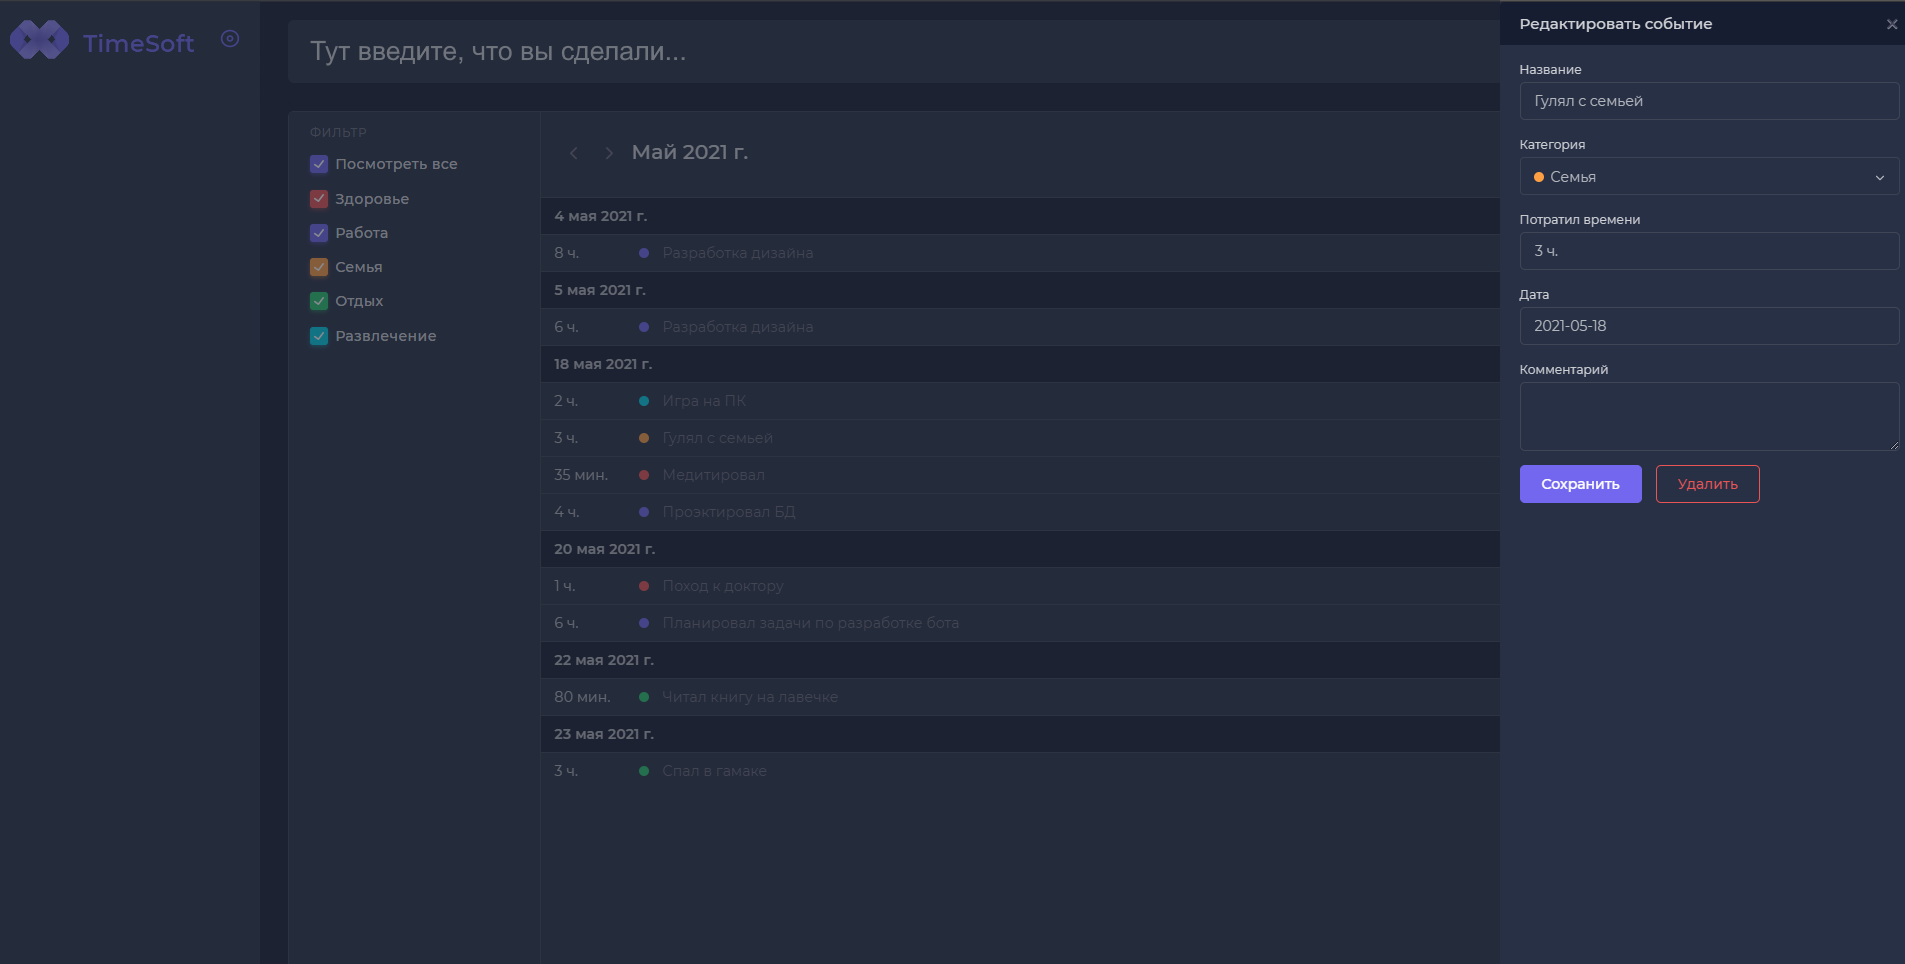 TimeSoft
Тут введите, что вы сделали...
ФИЛЬТР
Посмотреть все
Здоровье
Работа
Семья
Отдых
Развлечение
Май 2021 г.
4 мая 2021 г.
8 ч. Разработка дизайна
5 мая 2021 г.
6 ч. Разработка дизайна
18 мая 2021 г.
2 ч. Игра на ПК
3 ч. Гулял с семьей
35 мин. Медитировал
4 ч. Проэктировал БД
20 мая 2021 г.
1 ч. Поход к доктору
6 ч. Планировал задачи по разработке бота
22 мая 2021 г.
80 мин. Читал книгу на лавечке
23 мая 2021 г.
3 ч. Спал в гамаке
Редактировать событие
Название
Гулял с семьей
Категория
Семья
Потратил времени
3 ч.
Дата
2021-05-18
Комментарий
Сохранить Удалить